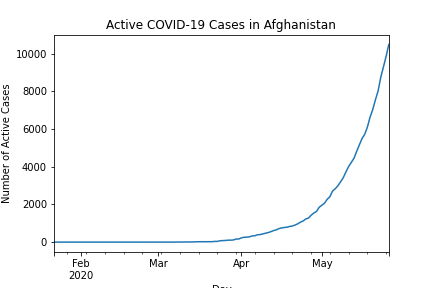 Active COVID-19 Cases in Afghanistan
Number of Active Cases
10000
8000
6000
4000
2000
0
Feb
2020
Mar
Apr
May